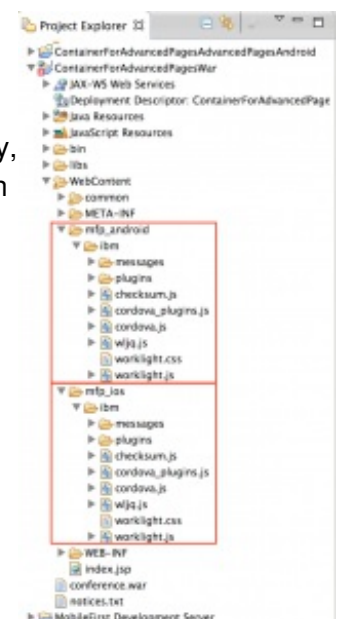 Project Explorer
ContainerForAdvancedPagesAdvancedPagesAndroid
ContainerForAdvancedPagesWar
JAX-WS Web Services
Deployment Descriptor: ContainerForAdvancedPage
Java Resources
JavaScript Resources
bin
libs
WebContent
common
META-INF
mfp_android
ibm
messages
plugins
checksum.js
cordova_plugins.js
cordova.js
wljq.js
worklight.css
worklight.js
mfp_ios
ibm
messages
plugins
checksum.js
cordova_plugins.js
cordova.js
wljq.js
worklight.css
worklight.js
WEB-INF
index.jsp
conference.war
notices.txt
MobileFirst Development Server